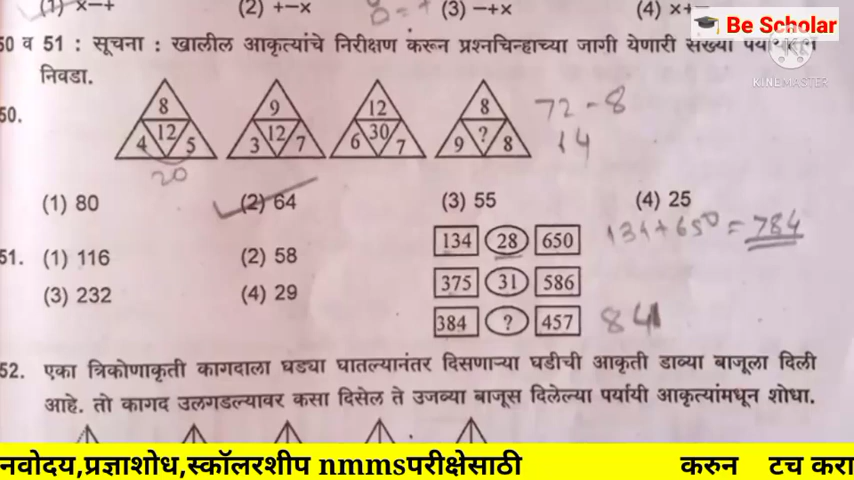 (1) x−+ (2) +−x (3) −+x (4) x+−
Be Scholar
50 व 51 : सूचना : खालील आकृत्यांचे निरीक्षण करून प्रश्नचिन्हाच्या जागी येणारी संख्या
निवडा.
KINEMASTER
50.
8 9 12 8 72-8
4 12 5 3 12 7 6 30 7 9 ? 8 14
20
(1) 80 (2) 64 (3) 55 (4) 25
134 28 650 134+650 = 784
51. (1) 116 (2) 58
375 31 586
(3) 232 (4) 29
384 ? 457 841
52. एका त्रिकोणाकृती कागदाला घड्या घातल्यानंतर दिसणाऱ्या घडीची आकृती डाव्या बाजूला दिली
आहे. तो कागद उलगडल्यावर कसा दिसेल ते उजव्या बाजूस दिलेल्या पर्यायी आकृत्यांमधून शोधा.
नवोदय,प्रज्ञाशोध,स्कॉलरशीप nmmsपरीक्षेसाठी करुन टच करा